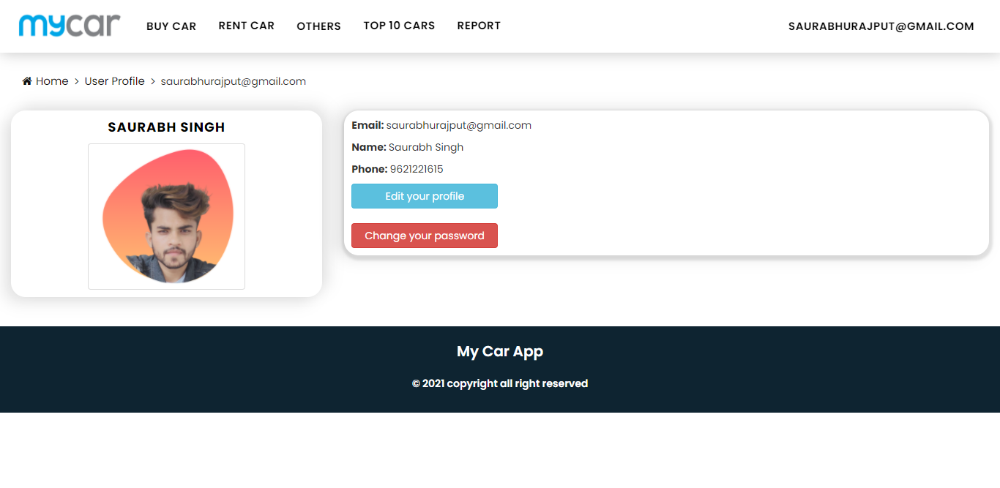 mycar
BUY CAR RENT CAR OTHERS TOP 10 CARS REPORT SAURABHURAJPUT@GMAIL.COM
Home > User Profile > saurabhurajput@gmail.com
SAURABH SINGH
Email: saurabhurajput@gmail.com
Name: Saurabh Singh
Phone: 9621221615
Edit your profile
Change your password
My Car App
© 2021 copyright all right reserved